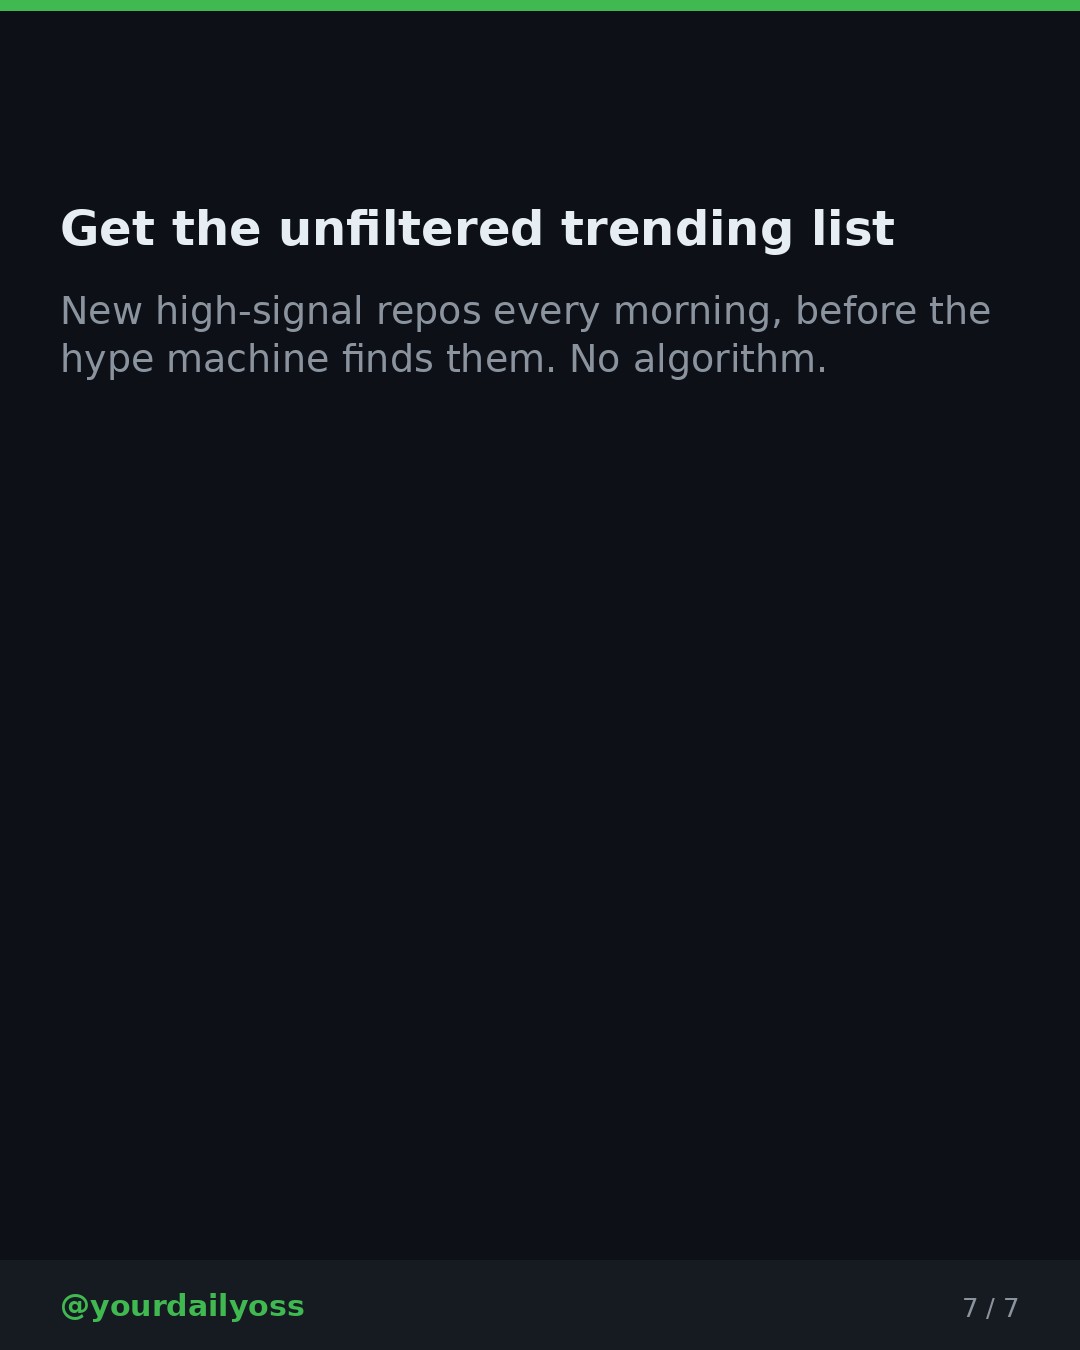 Get the unfiltered trending list
New high-signal repos every morning, before the
hype machine finds them. No algorithm.
@yourdailyoss
7 / 7